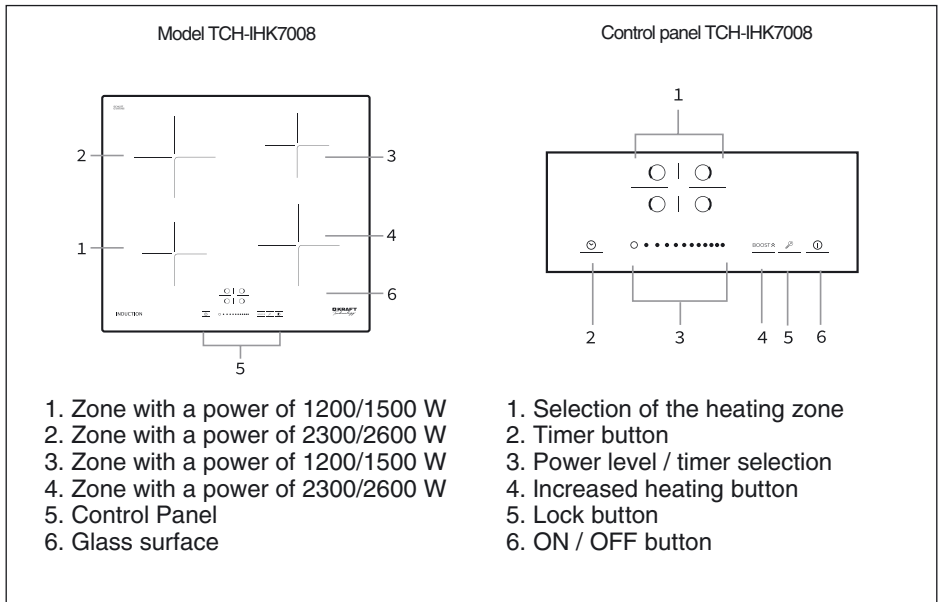 Model TCH-IHK7008
Control panel TCH-IHK7008
2
3
1
4
6
INDUCTION
KRAFT
5
1
BOOST
2
3
4
5
6
1. Zone with a power of 1200/1500 W
2. Zone with a power of 2300/2600 W
3. Zone with a power of 1200/1500 W
4. Zone with a power of 2300/2600 W
5. Control Panel
6. Glass surface
1. Selection of the heating zone
2. Timer button
3. Power level / timer selection
4. Increased heating button
5. Lock button
6. ON / OFF button